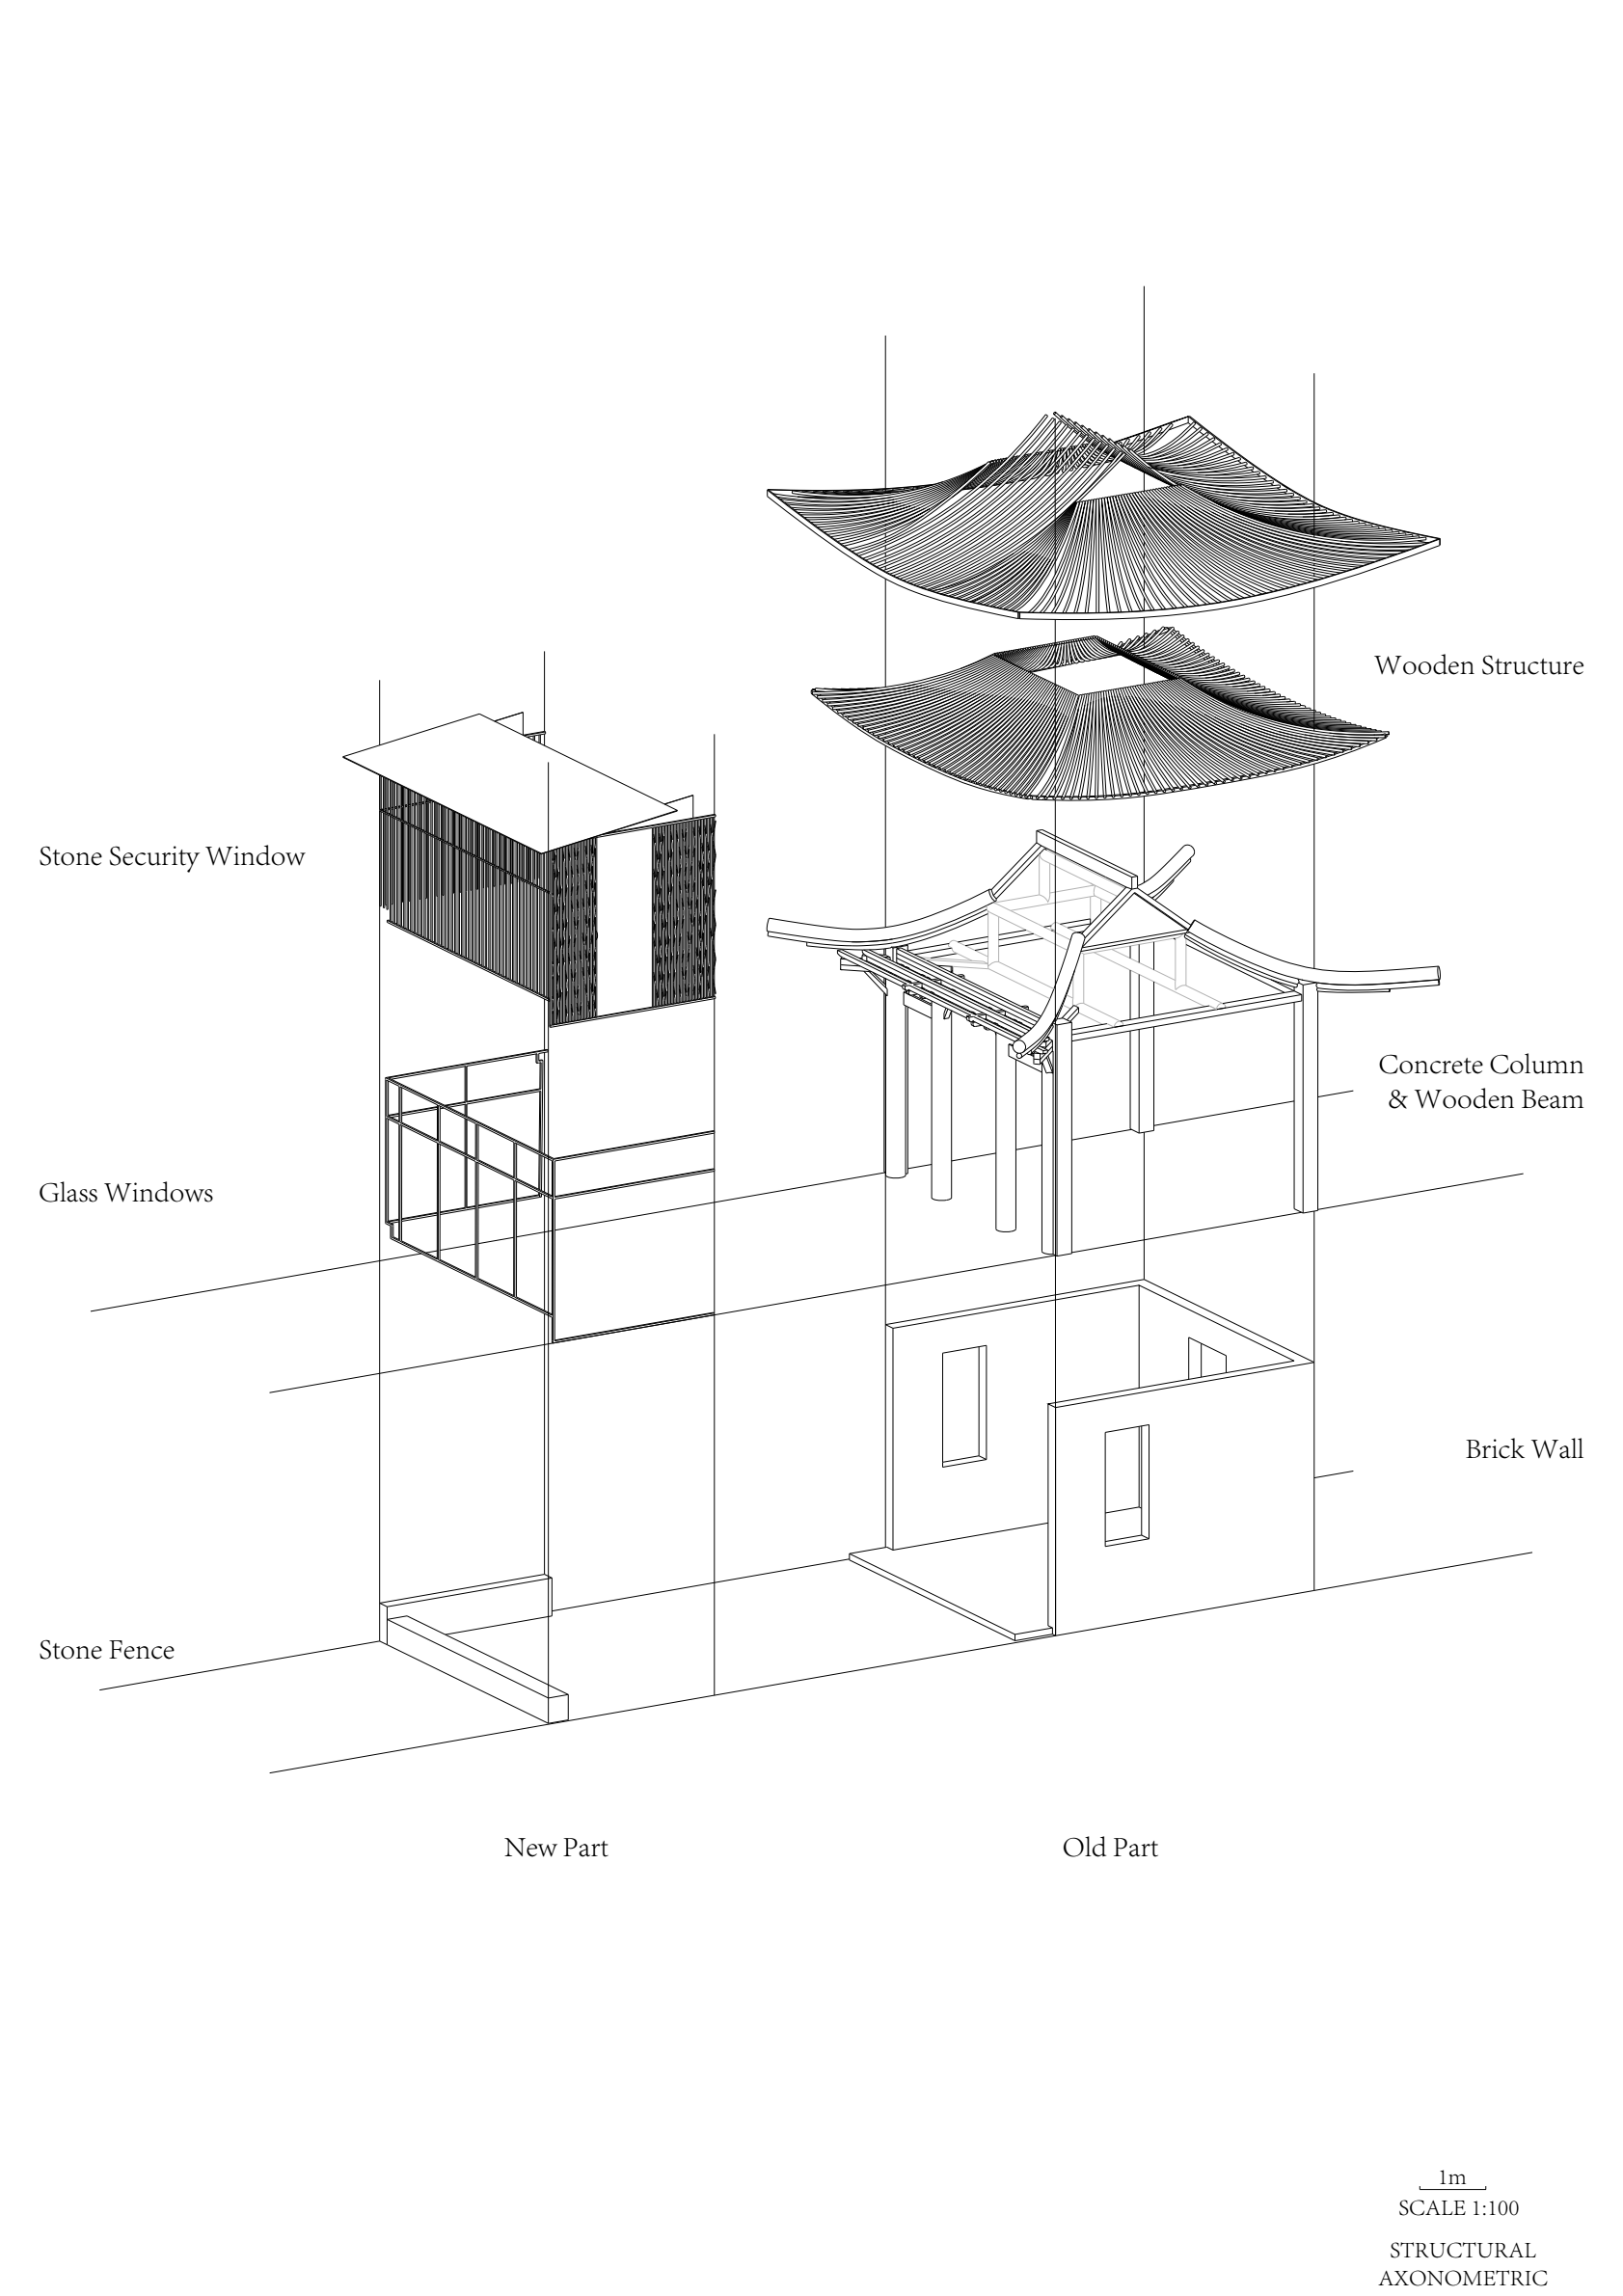 Wooden Structure
Stone Security Window
Concrete Column
& Wooden Beam
Glass Windows
Brick Wall
Stone Fence
New Part
Old Part
1m
SCALE 1:100
STRUCTURAL
AXONOMETRIC